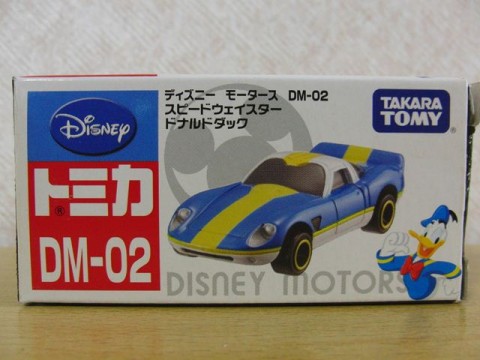 Disney
トミカ®
DM-02
ディズニー モータース DM-02
スピードウェイスター
ドナルドダック
TAKARA
TOMY
DISNEY MOTORS